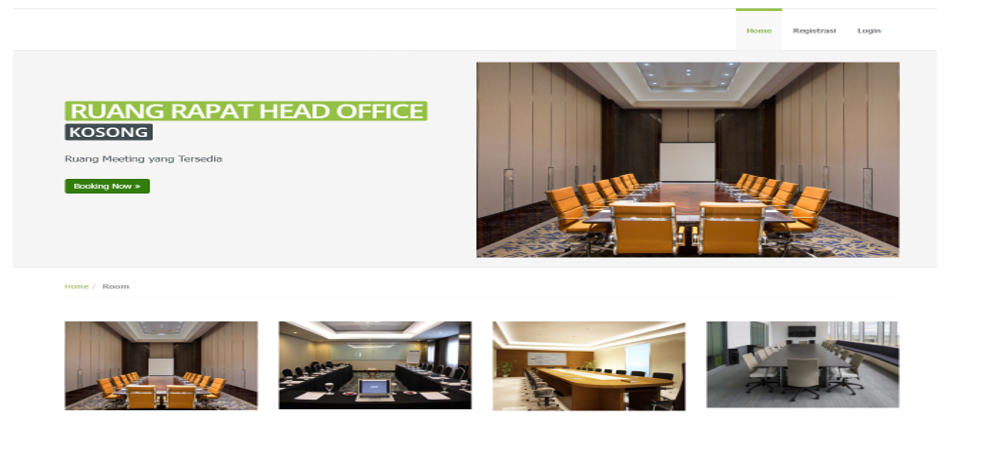 Home Registrasi Login
RUANG RAPAT HEAD OFFICE
KOSONG
Ruang Meeting yang Tersedia
Booking Now »
Home / Room